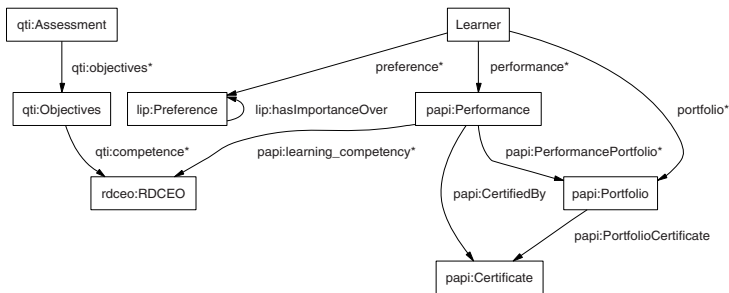 qti:Assessment
Learner
qti:objectives*
preference*
performance*
qti:Objectives
lip:Preference
lip:hasImportanceOver
papi:Performance
portfolio*
qti:competence*
papi:learning_competency*
papi:PerformancePortfolio*
rdceo:RDCEO
papi:CertifiedBy
papi:Portfolio
papi:PortfolioCertificate
papi:Certificate